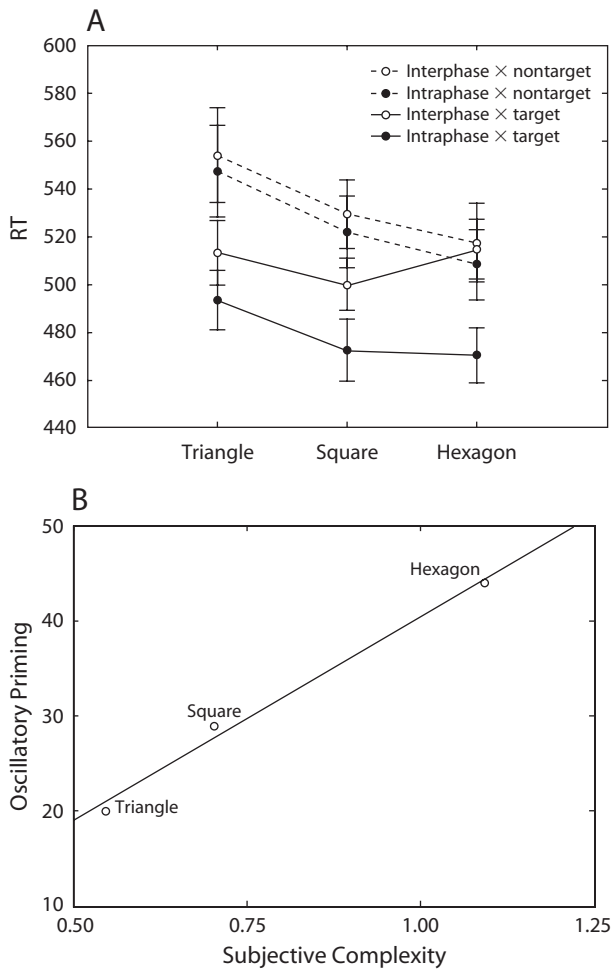 A
600
580
560
540
520
500
480
460
440
RT
Interphase × nontarget
Intraphase × nontarget
Interphase × target
Intraphase × target
Triangle Square Hexagon
B
50
40
30
20
10
Oscillatory Priming
Hexagon
Square
Triangle
0.50 0.75 1.00 1.25
Subjective Complexity